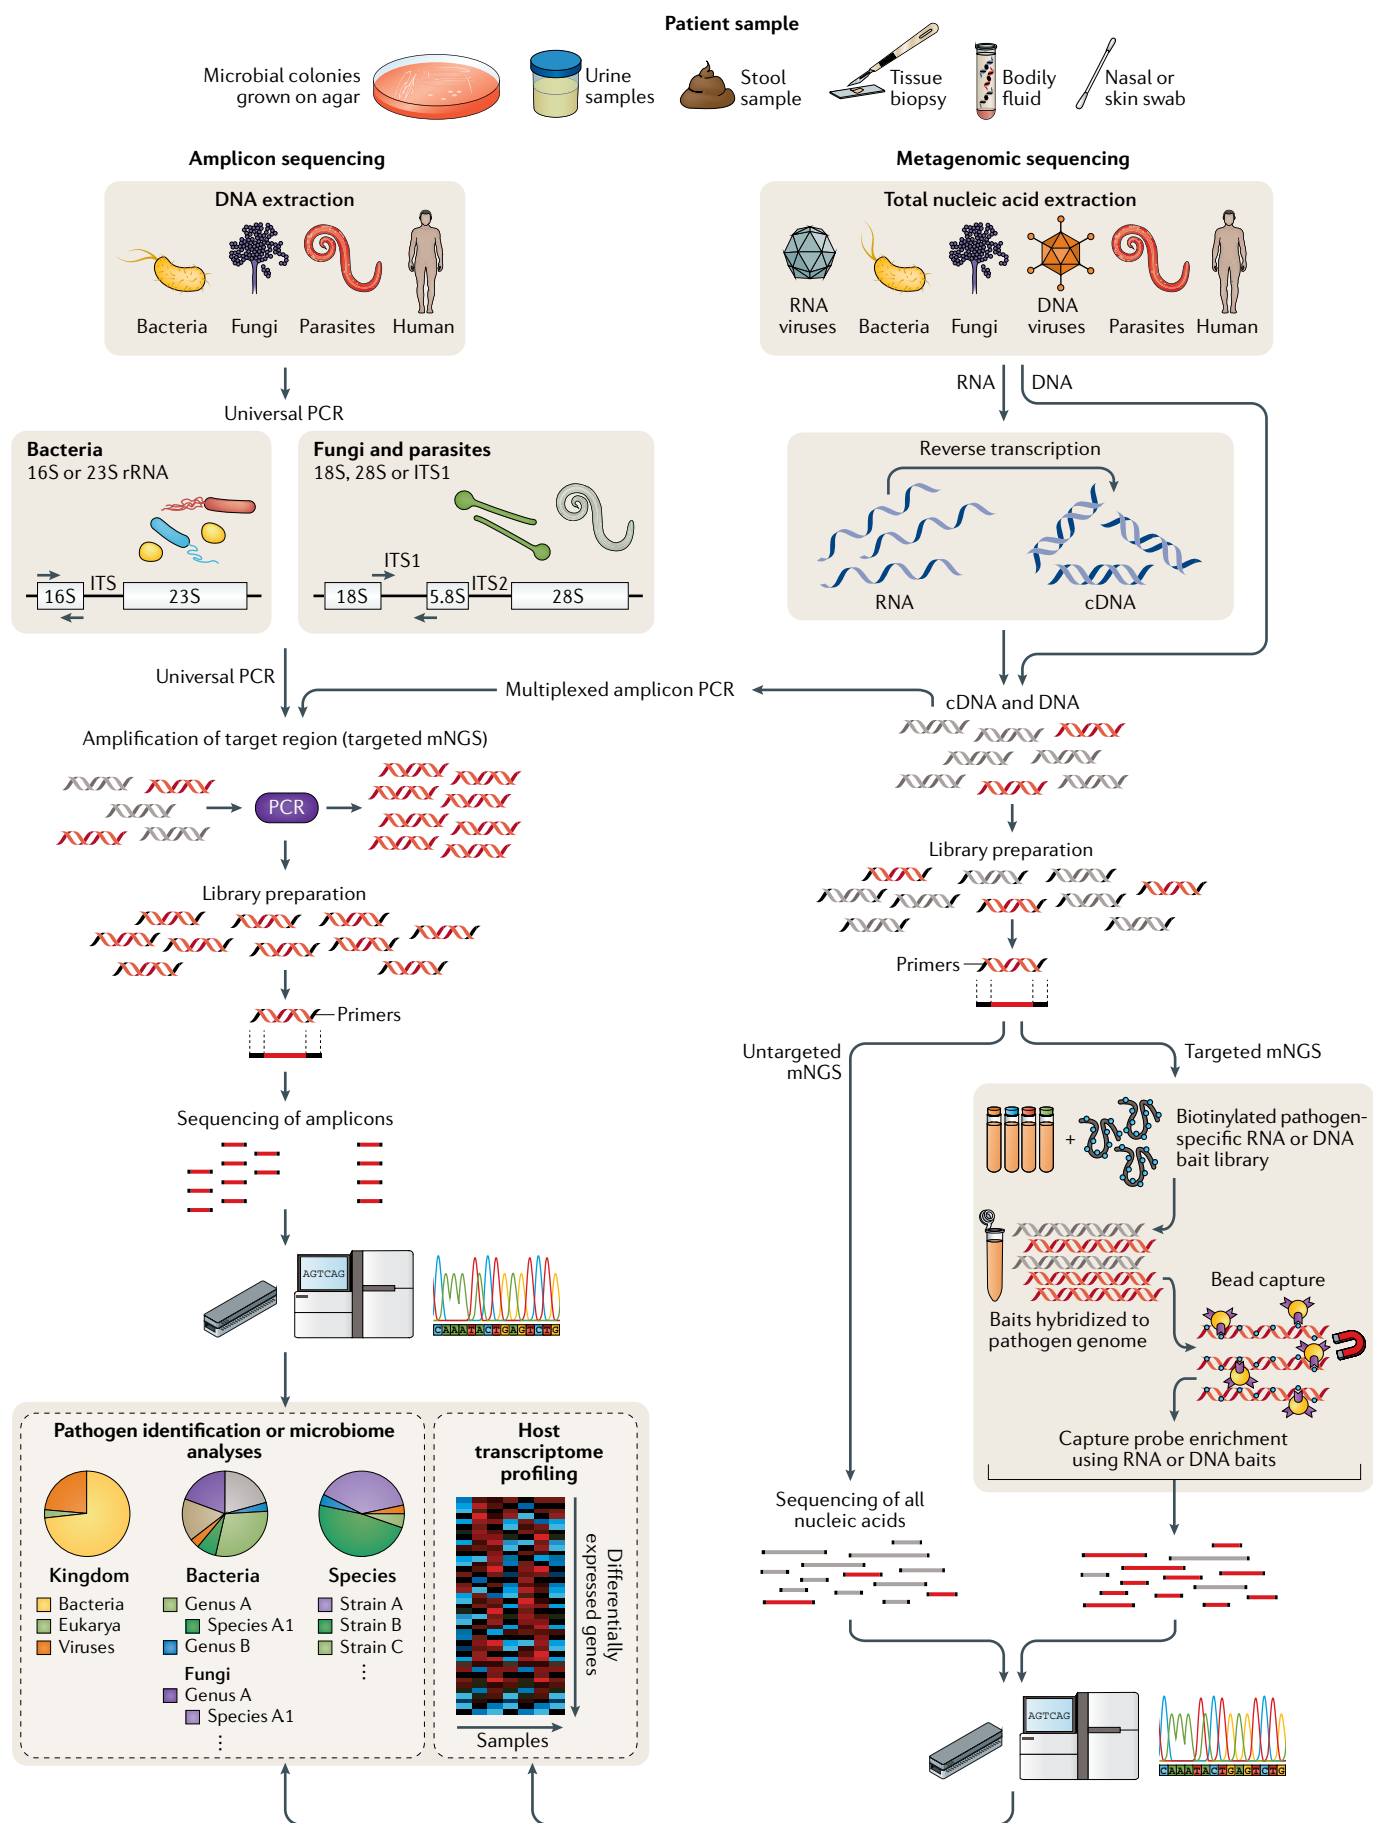 Patient sample
Microbial colonies
grown on agar
Urine
samples
Stool
sample
Tissue
biopsy
Bodily
fluid
Nasal or
skin swab
Amplicon sequencing
DNA extraction
Bacteria
Fungi
Parasites
Human
Universal PCR
Bacteria
16S or 23S rRNA
ITS
16S
23S
Fungi and parasites
18S, 28S or ITS1
ITS1
ITS2
18S
5.8S
28S
Universal PCR
Multiplexed amplicon PCR
Amplification of target region (targeted mNGS)
PCR
Library preparation
Primers
Sequencing of amplicons
AGTCAG
CAAATACTGAGTCTG
Metagenomic sequencing
Total nucleic acid extraction
RNA
viruses
Bacteria
Fungi
DNA
viruses
Parasites
Human
RNA
DNA
Reverse transcription
RNA
cDNA
cDNA and DNA
Library preparation
Primers
Untargeted
mNGS
Targeted mNGS
+
Biotinylated pathogen-
specific RNA or DNA
bait library
Baits hybridized to
pathogen genome
Bead capture
Capture probe enrichment
using RNA or DNA baits
Sequencing of all
nucleic acids
AGTCAG
CAAATACTGAGTCTG
Pathogen identification or microbiome
analyses
Kingdom
Bacteria
Eukarya
Viruses
Bacteria
Genus A
Species A1
Genus B
Fungi
Genus A
Species A1
⋮
Species
Strain A
Strain B
Strain C
⋮
Host
transcriptome
profiling
Differentially
expressed genes
Samples